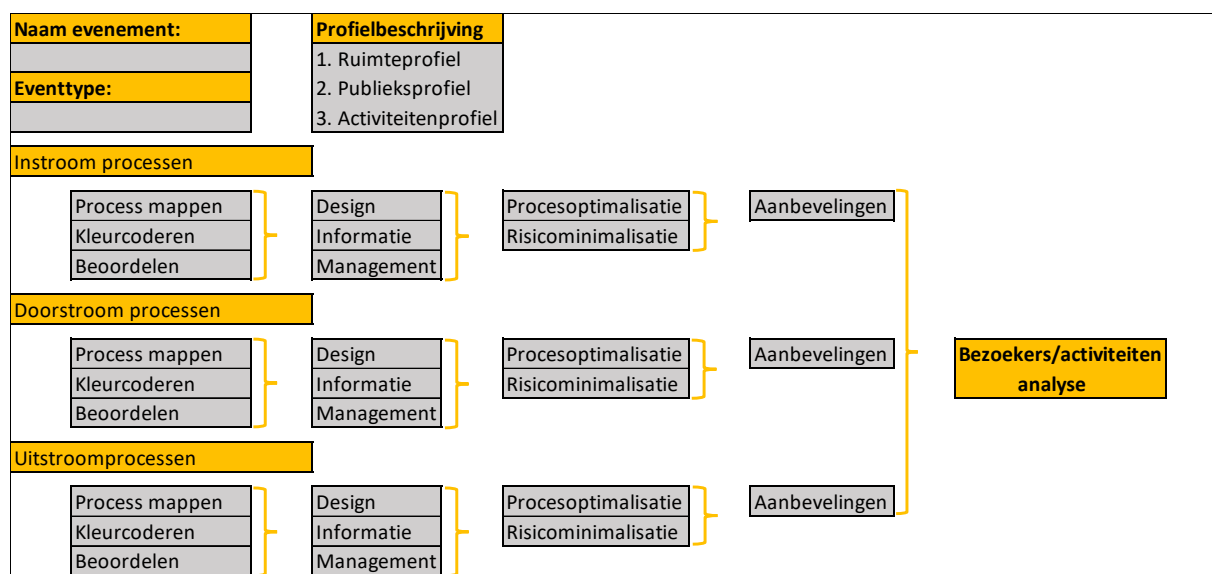 Naam evenement: Profielbeschrijving
1. Ruimteprofiel
Eventtype: 2. Publieksprofiel
3. Activiteitenprofiel
Instroom processen
Process mappen Design Procesoptimalisatie Aanbevelingen
Kleurcoderen Informatie Risicominimalisatie
Beoordelen Management
Doorstroom processen
Process mappen Design Procesoptimalisatie Aanbevelingen Bezoekers/activiteiten
Kleurcoderen Informatie Risicominimalisatie analyse
Beoordelen Management
Uitstroomprocessen
Process mappen Design Procesoptimalisatie Aanbevelingen
Kleurcoderen Informatie Risicominimalisatie
Beoordelen Management